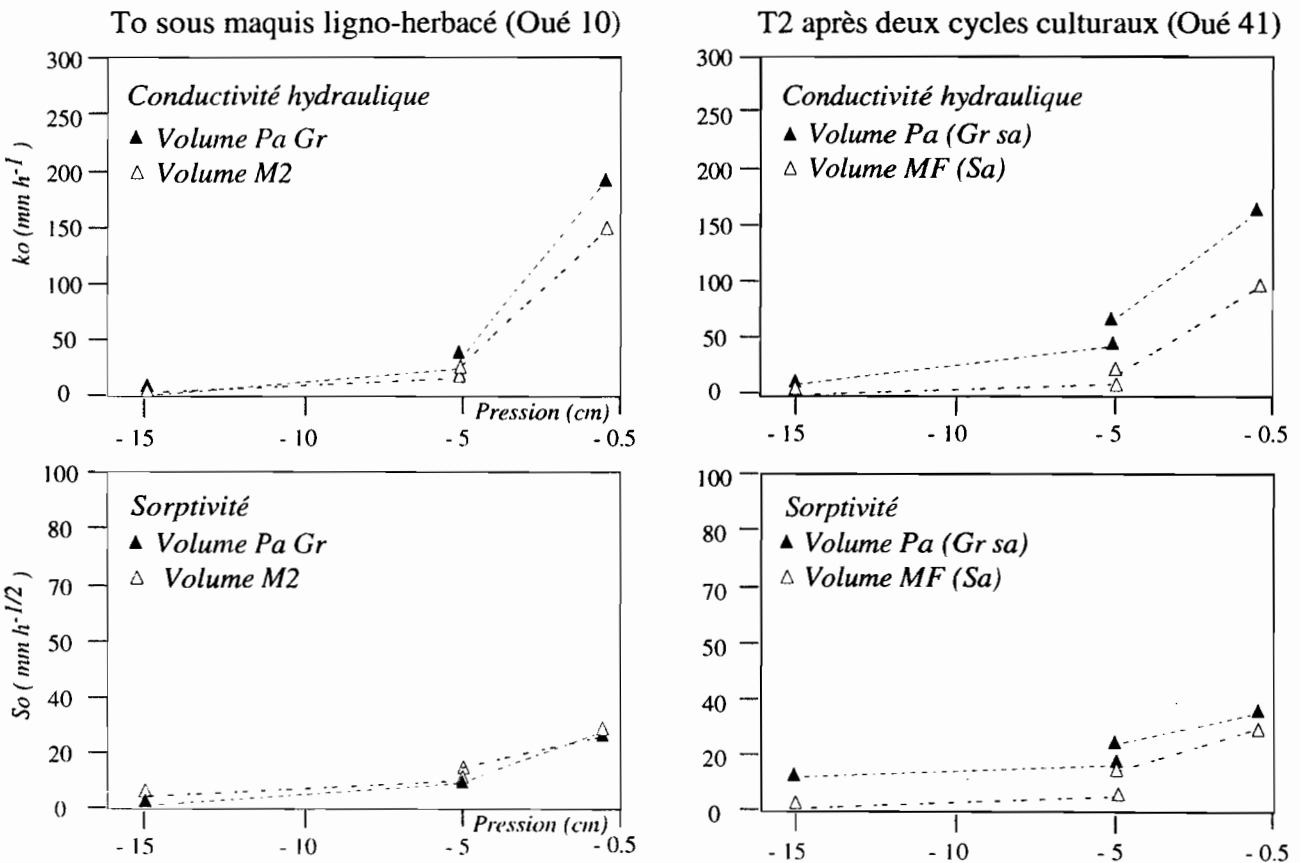 To sous maquis ligno-herbacé (Oué 10)
T2 après deux cycles culturaux (Oué 41)
300
250
200
150
100
50
0
ko (mm h-1)
Conductivité hydraulique
▲ Volume Pa Gr
△ Volume M2
Pression (cm)
- 15
- 10
- 5
- 0.5
300
250
200
150
100
50
0
Conductivité hydraulique
▲ Volume Pa (Gr sa)
△ Volume MF (Sa)
- 15
- 10
- 5
- 0.5
100
80
70
50
40
20
0
So ( mm h-1/2 )
Sorptivité
▲ Volume Pa Gr
△ Volume M2
Pression (cm)
- 15
- 10
- 5
- 0.5
100
80
70
50
40
20
0
Sorptivité
▲ Volume Pa (Gr sa)
△ Volume MF (Sa)
- 15
- 10
- 5
- 0.5